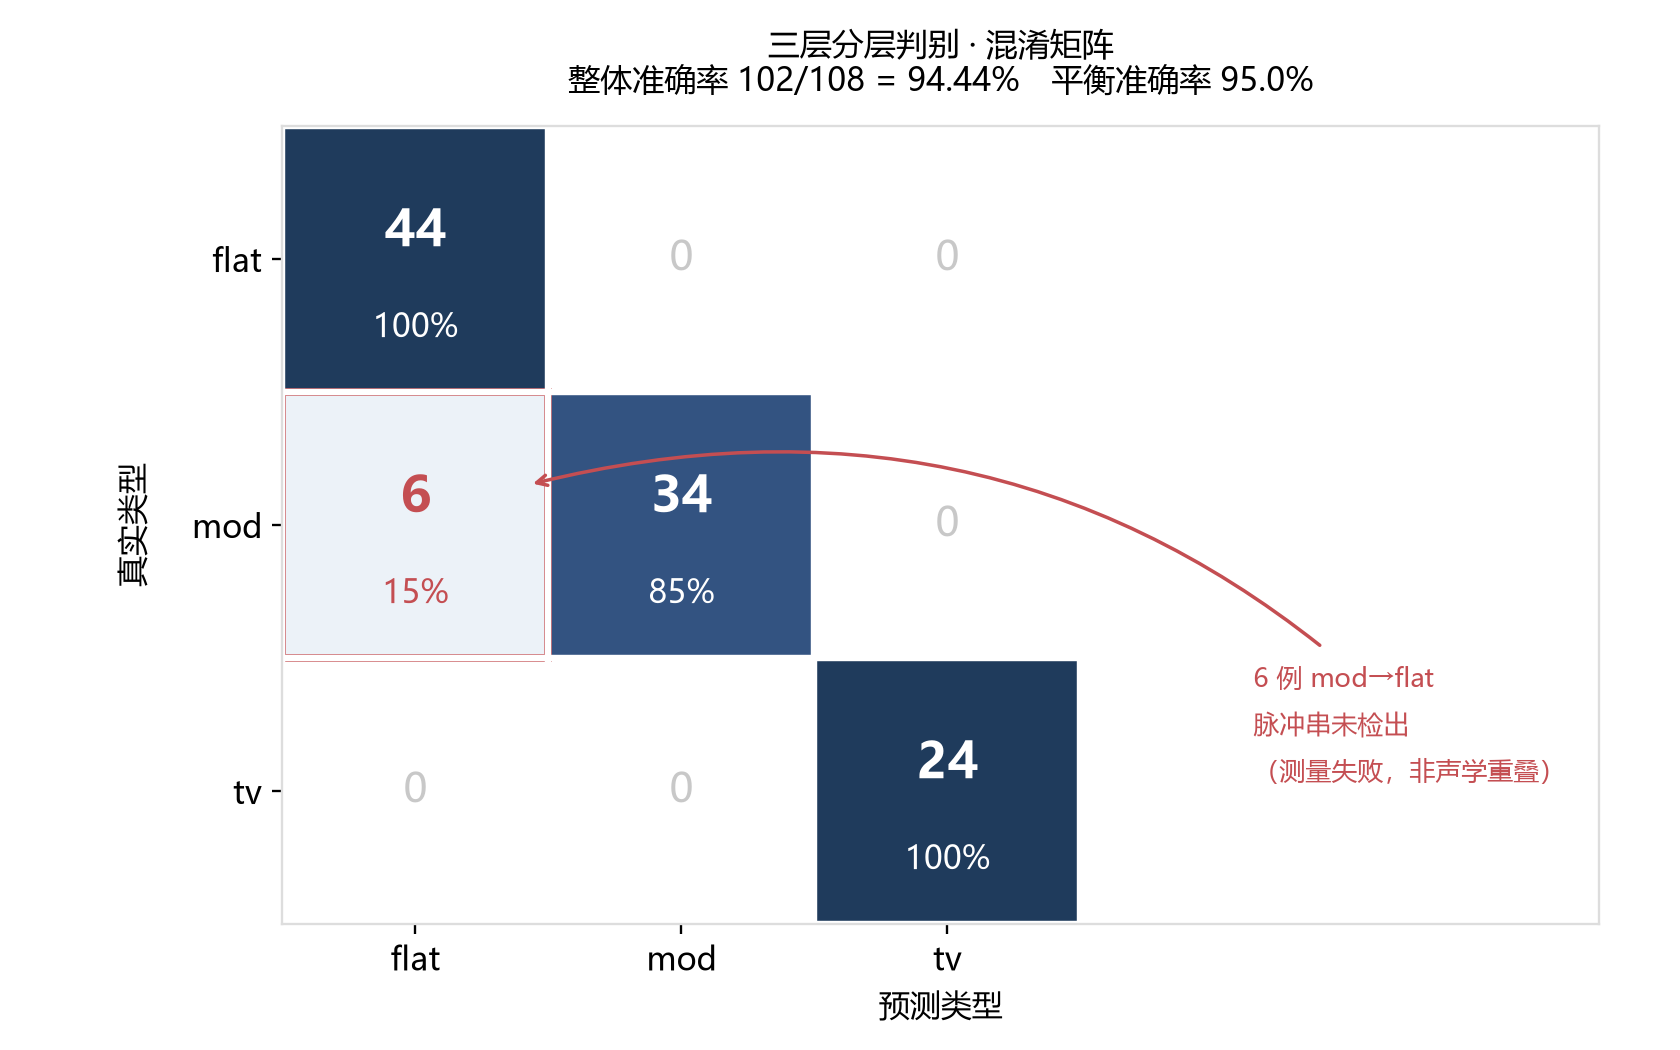 三层分层判别 · 混淆矩阵
整体准确率 102/108 = 94.44%　平衡准确率 95.0%
真实类型
flat
44
100%
0
0
mod
6
15%
34
85%
0
tv
0
0
24
100%
6 例 mod→flat
脉冲串未检出
（测量失败，非声学重叠）
flat
mod
tv
预测类型